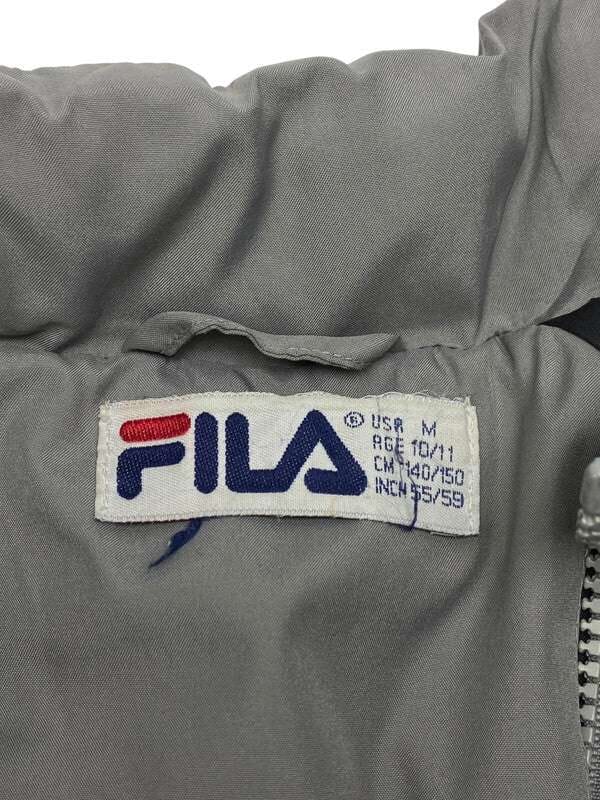 FILA ®
USA M
AGE 10/11
CM 140/150
INCH 55/59